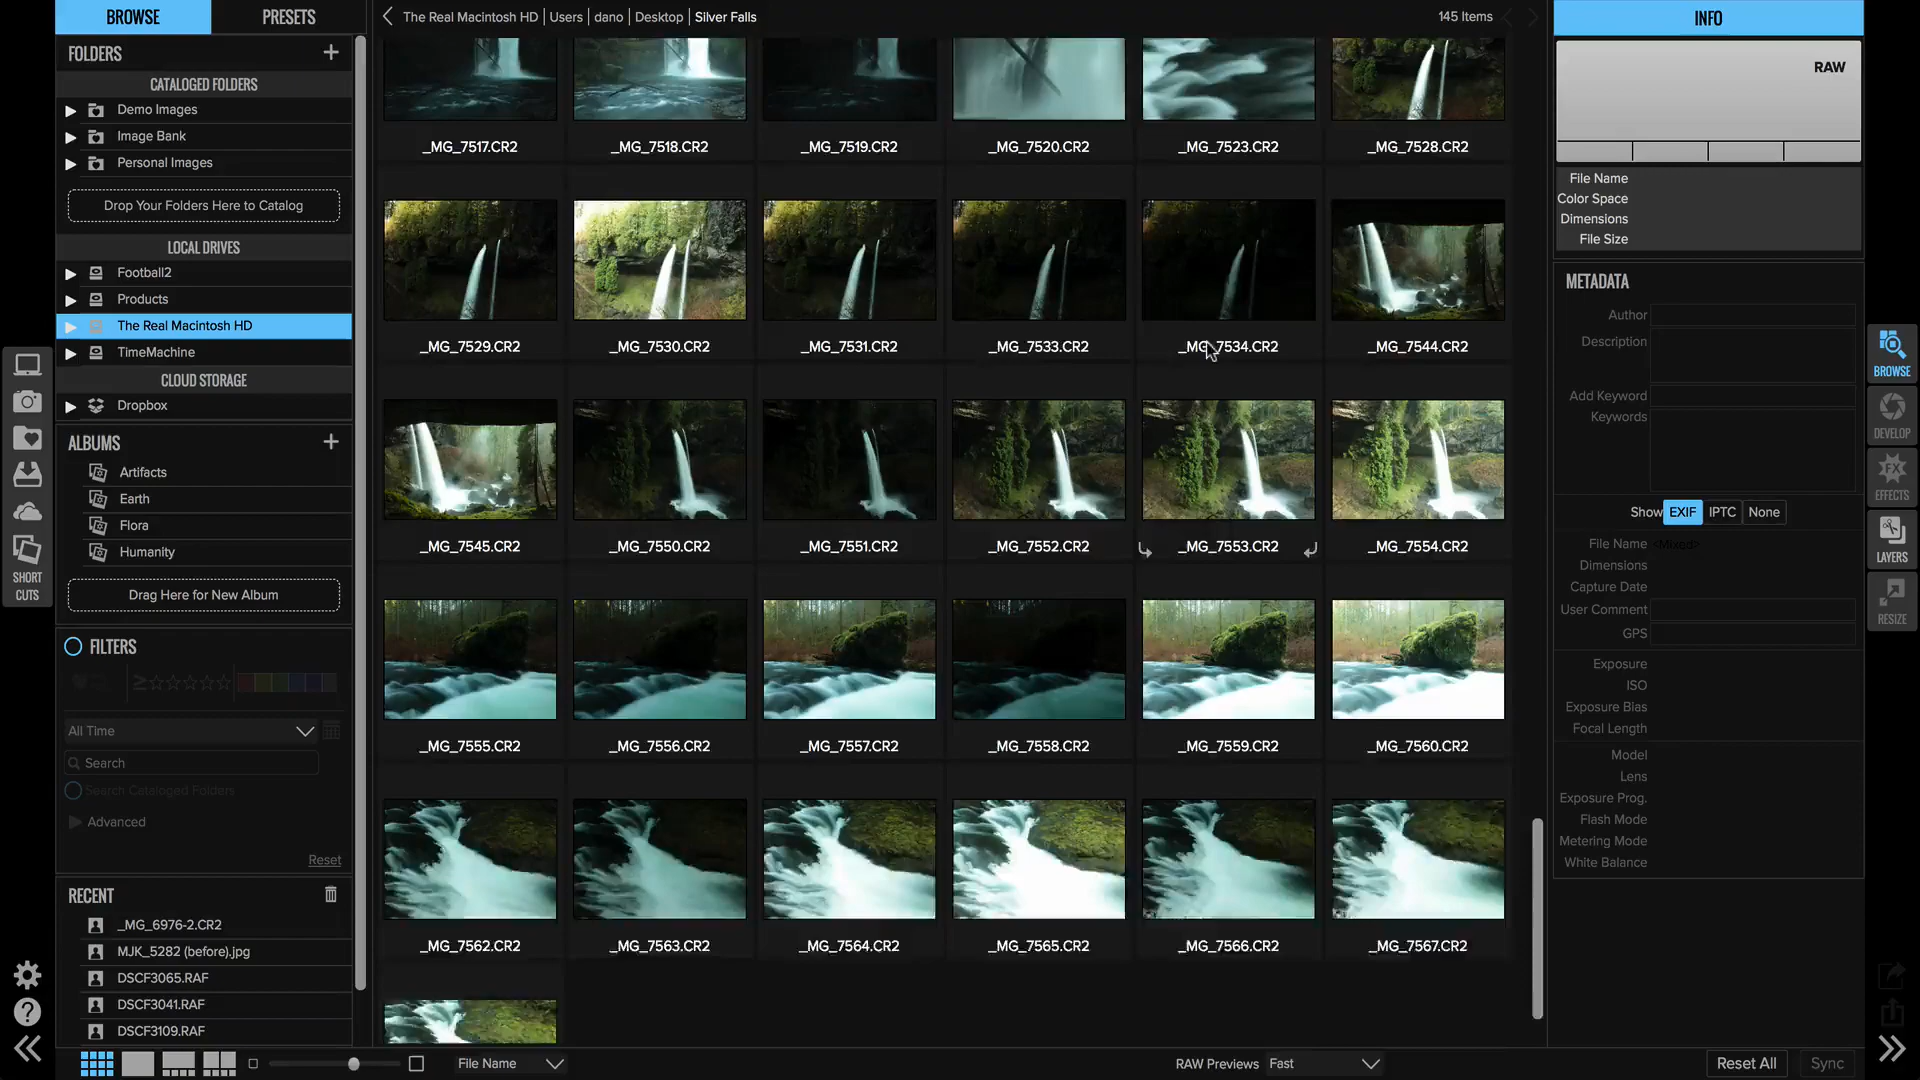 BROWSE
PRESETS
The Real Macintosh HD | Users | dano | Desktop | Silver Falls
145 Items
INFO
FOLDERS
CATALOGED FOLDERS
Demo Images
Image Bank
Personal Images
Drop Your Folders Here to Catalog
LOCAL DRIVES
Football2
Products
The Real Macintosh HD
TimeMachine
CLOUD STORAGE
Dropbox
ALBUMS
Artifacts
Earth
Flora
Humanity
Drag Here for New Album
FILTERS
All Time
Search
Search Cataloged Folders
Advanced
Reset
RECENT
_MG_6976-2.CR2
MJK_5282 (before).jpg
DSCF3065.RAF
DSCF3041.RAF
DSCF3109.RAF
SHORT
CUTS
_MG_7517.CR2
_MG_7518.CR2
_MG_7519.CR2
_MG_7520.CR2
_MG_7523.CR2
_MG_7528.CR2
_MG_7529.CR2
_MG_7530.CR2
_MG_7531.CR2
_MG_7533.CR2
_MG_7534.CR2
_MG_7544.CR2
_MG_7545.CR2
_MG_7550.CR2
_MG_7551.CR2
_MG_7552.CR2
_MG_7553.CR2
_MG_7554.CR2
_MG_7555.CR2
_MG_7556.CR2
_MG_7557.CR2
_MG_7558.CR2
_MG_7559.CR2
_MG_7560.CR2
_MG_7562.CR2
_MG_7563.CR2
_MG_7564.CR2
_MG_7565.CR2
_MG_7566.CR2
_MG_7567.CR2
File Name
RAW Previews Fast
RAW
File Name
Color Space
Dimensions
File Size
METADATA
Author
Description
Add Keyword
Keywords
Show EXIF IPTC None
File Name <Mixed>
Dimensions
Capture Date
User Comment
GPS
Exposure
ISO
Exposure Bias
Focal Length
Model
Lens
Exposure Prog.
Flash Mode
Metering Mode
White Balance
Reset All
Sync
BROWSE
DEVELOP
FX
EFFECTS
LAYERS
RESIZE